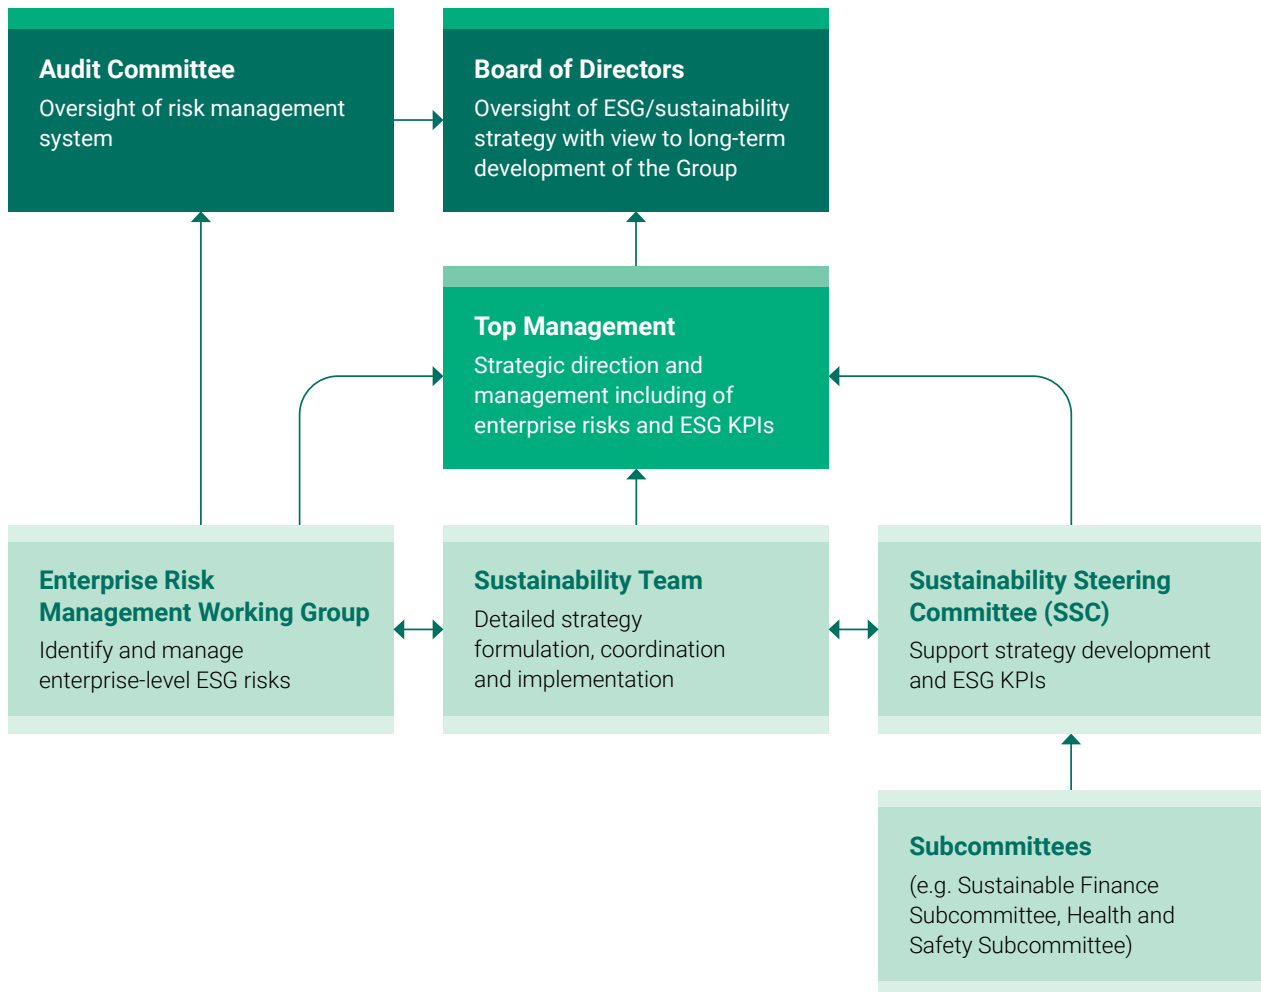 Audit Committee
Oversight of risk management
system
Board of Directors
Oversight of ESG/sustainability
strategy with view to long-term
development of the Group
Top Management
Strategic direction and
management including of
enterprise risks and ESG KPIs
Enterprise Risk
Management Working Group
Identify and manage
enterprise-level ESG risks
Sustainability Team
Detailed strategy
formulation, coordination
and implementation
Sustainability Steering
Committee (SSC)
Support strategy development
and ESG KPIs
Subcommittees
(e.g. Sustainable Finance
Subcommittee, Health and
Safety Subcommittee)